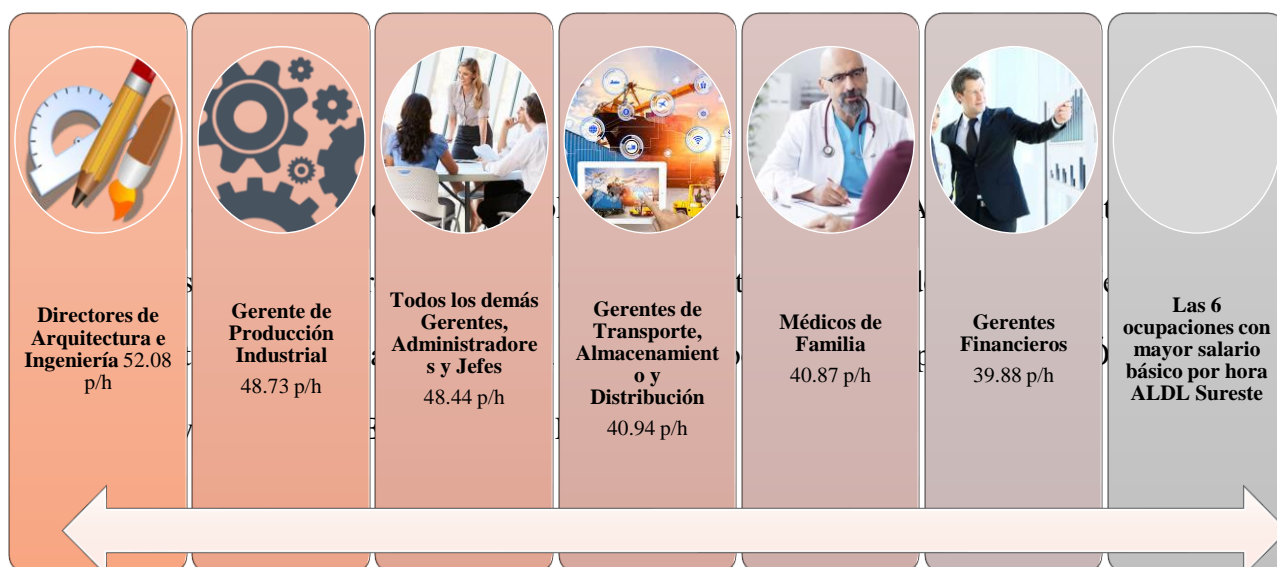 Directores de
Arquitectura e
Ingeniería 52.08
p/h
Gerente de
Producción
Industrial
48.73 p/h
Todos los demás
Gerentes,
Administradore
s y Jefes
48.44 p/h
Gerentes de
Transporte,
Almacenamient
o y
Distribución
40.94 p/h
Médicos de
Familia
40.87 p/h
Gerentes
Financieros
39.88 p/h
Las 6
ocupaciones con
mayor salario
básico por hora
ALDL Sureste